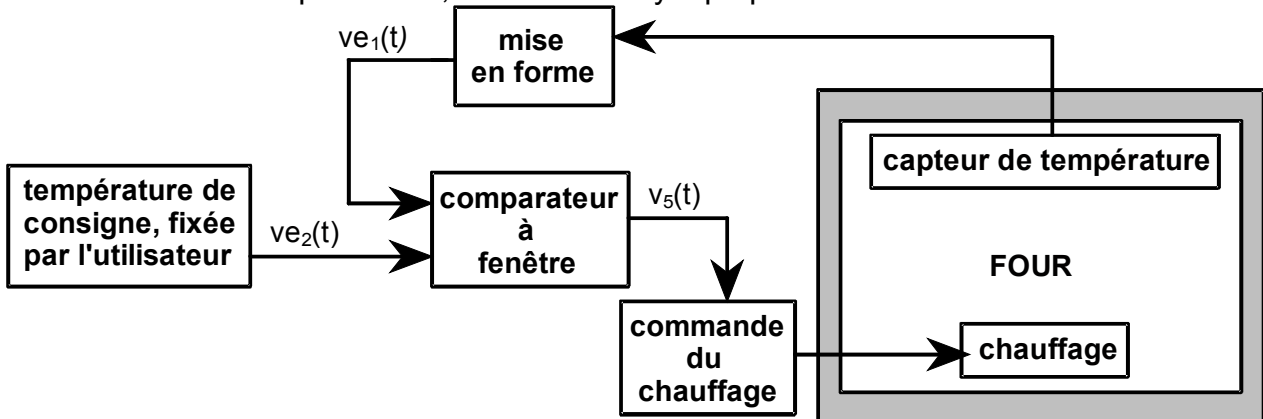 ve₁(t)
mise
en forme
capteur de température
température de
consigne, fixée
par l'utilisateur
ve₂(t)
comparateur
à
fenêtre
v₅(t)
FOUR
commande
du
chauffage
chauffage